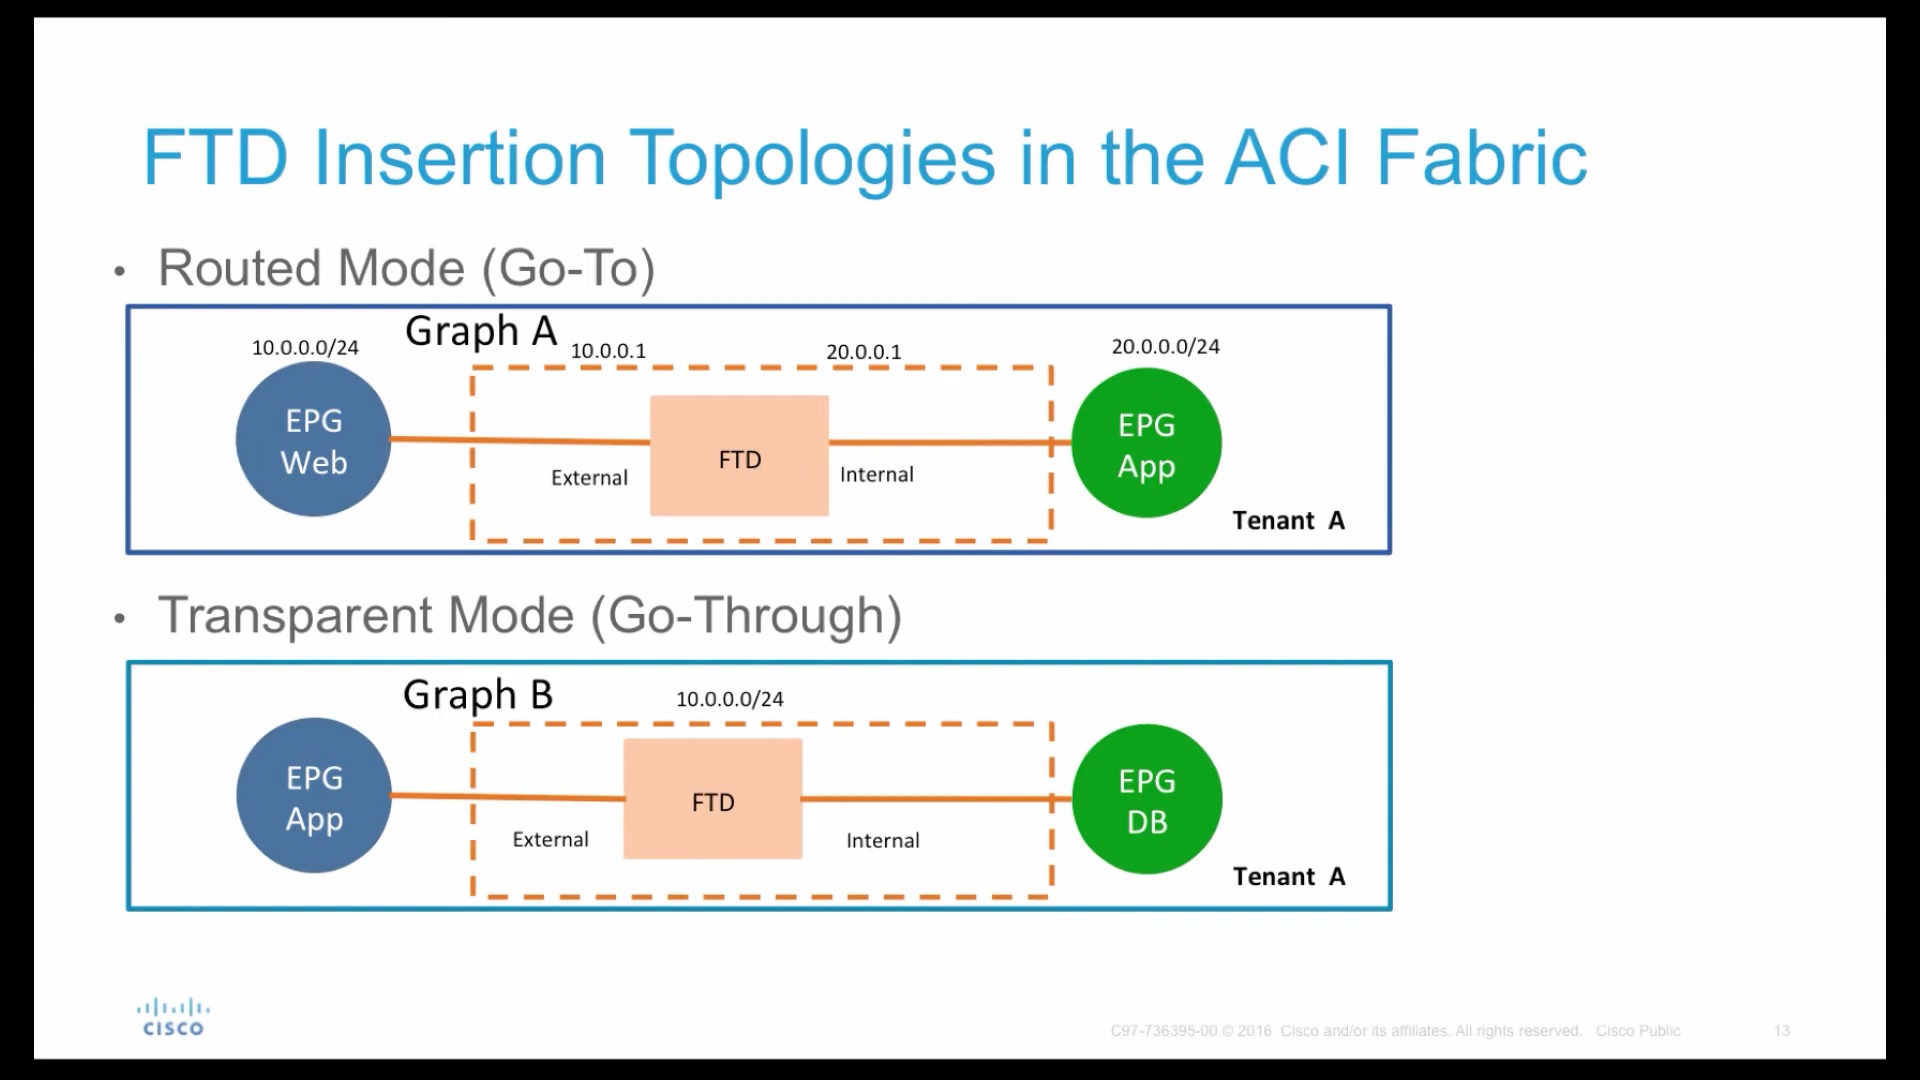 FTD Insertion Topologies in the ACI Fabric
• Routed Mode (Go-To)
Graph A
10.0.0.0/24
10.0.0.1
20.0.0.1
20.0.0.0/24
EPG
Web
External
FTD
Internal
EPG
App
Tenant A
• Transparent Mode (Go-Through)
Graph B
10.0.0.0/24
EPG
App
External
FTD
Internal
EPG
DB
Tenant A
CISCO
C97-736395-00 © 2016 Cisco and/or its affiliates. All rights reserved. Cisco Public 13